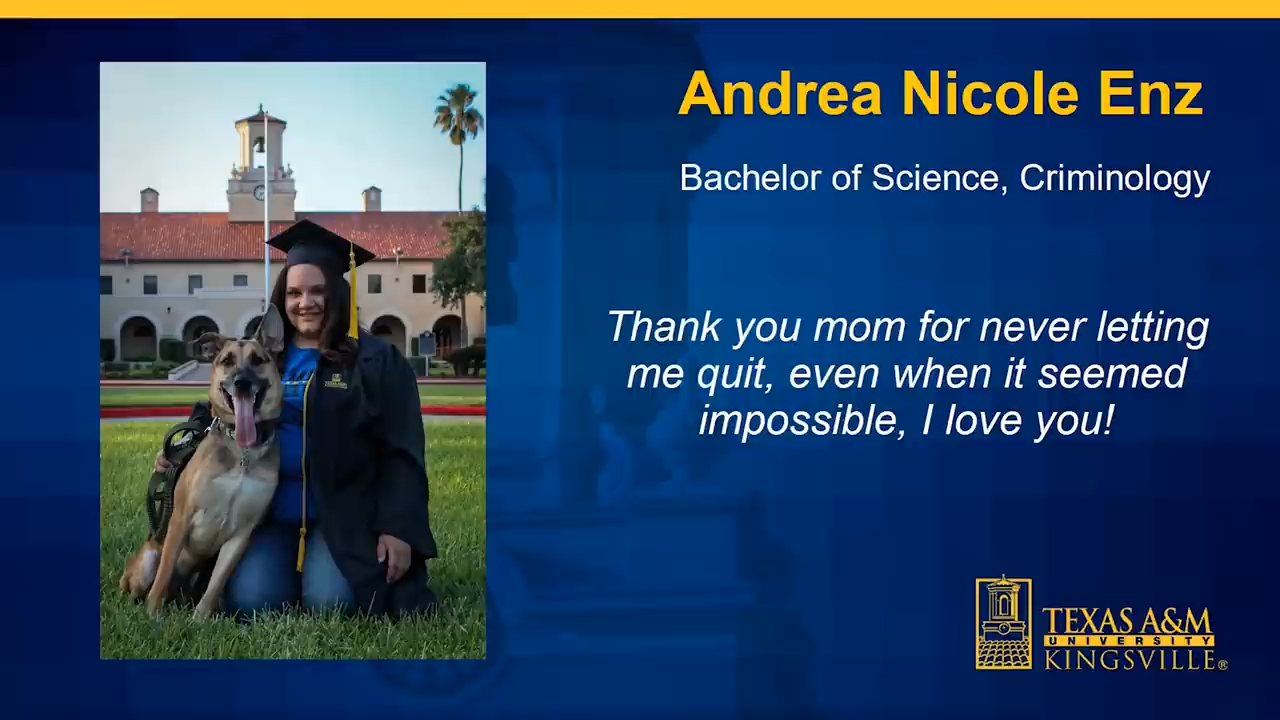 Andrea Nicole Enz
Bachelor of Science, Criminology
Thank you mom for never letting
me quit, even when it seemed
impossible, I love you!
TEXAS A&M
UNIVERSITY
KINGSVILLE®